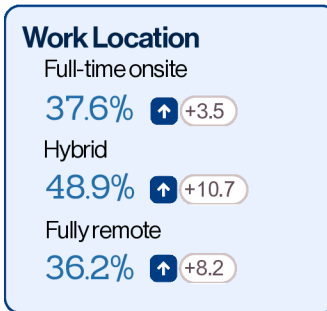 Work Location
Full-time onsite
37.6% +3.5
Hybrid
48.9% +10.7
Fully remote
36.2% +8.2